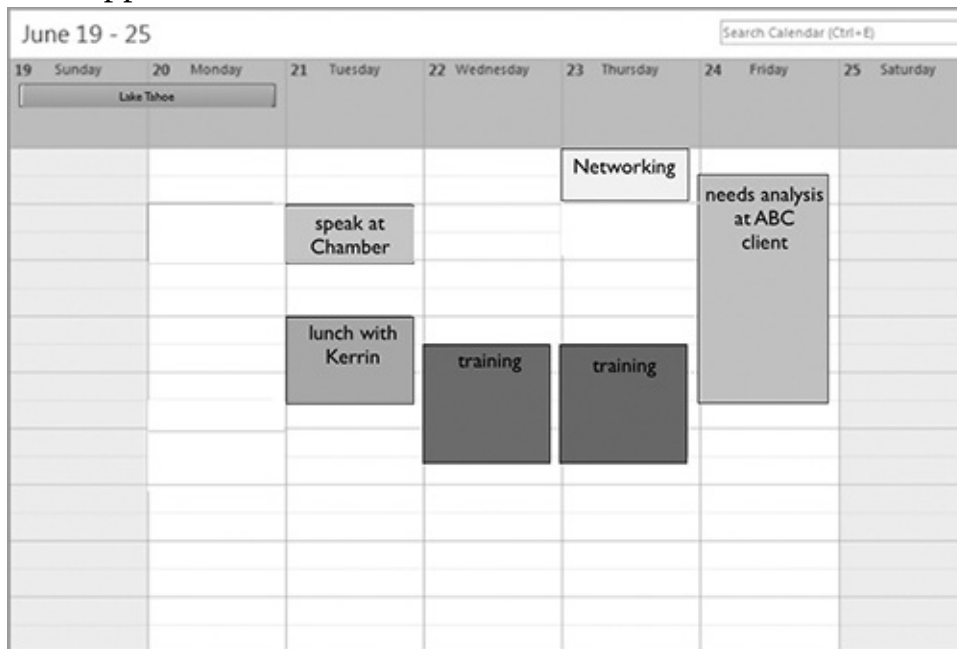 June 19 - 25
Search Calendar (Ctrl+E)
19 Sunday 20 Monday 21 Tuesday 22 Wednesday 23 Thursday 24 Friday 25 Saturday
Lake Tahoe
Networking
needs analysis
at ABC
client
speak at
Chamber
lunch with
Kerrin
training
training